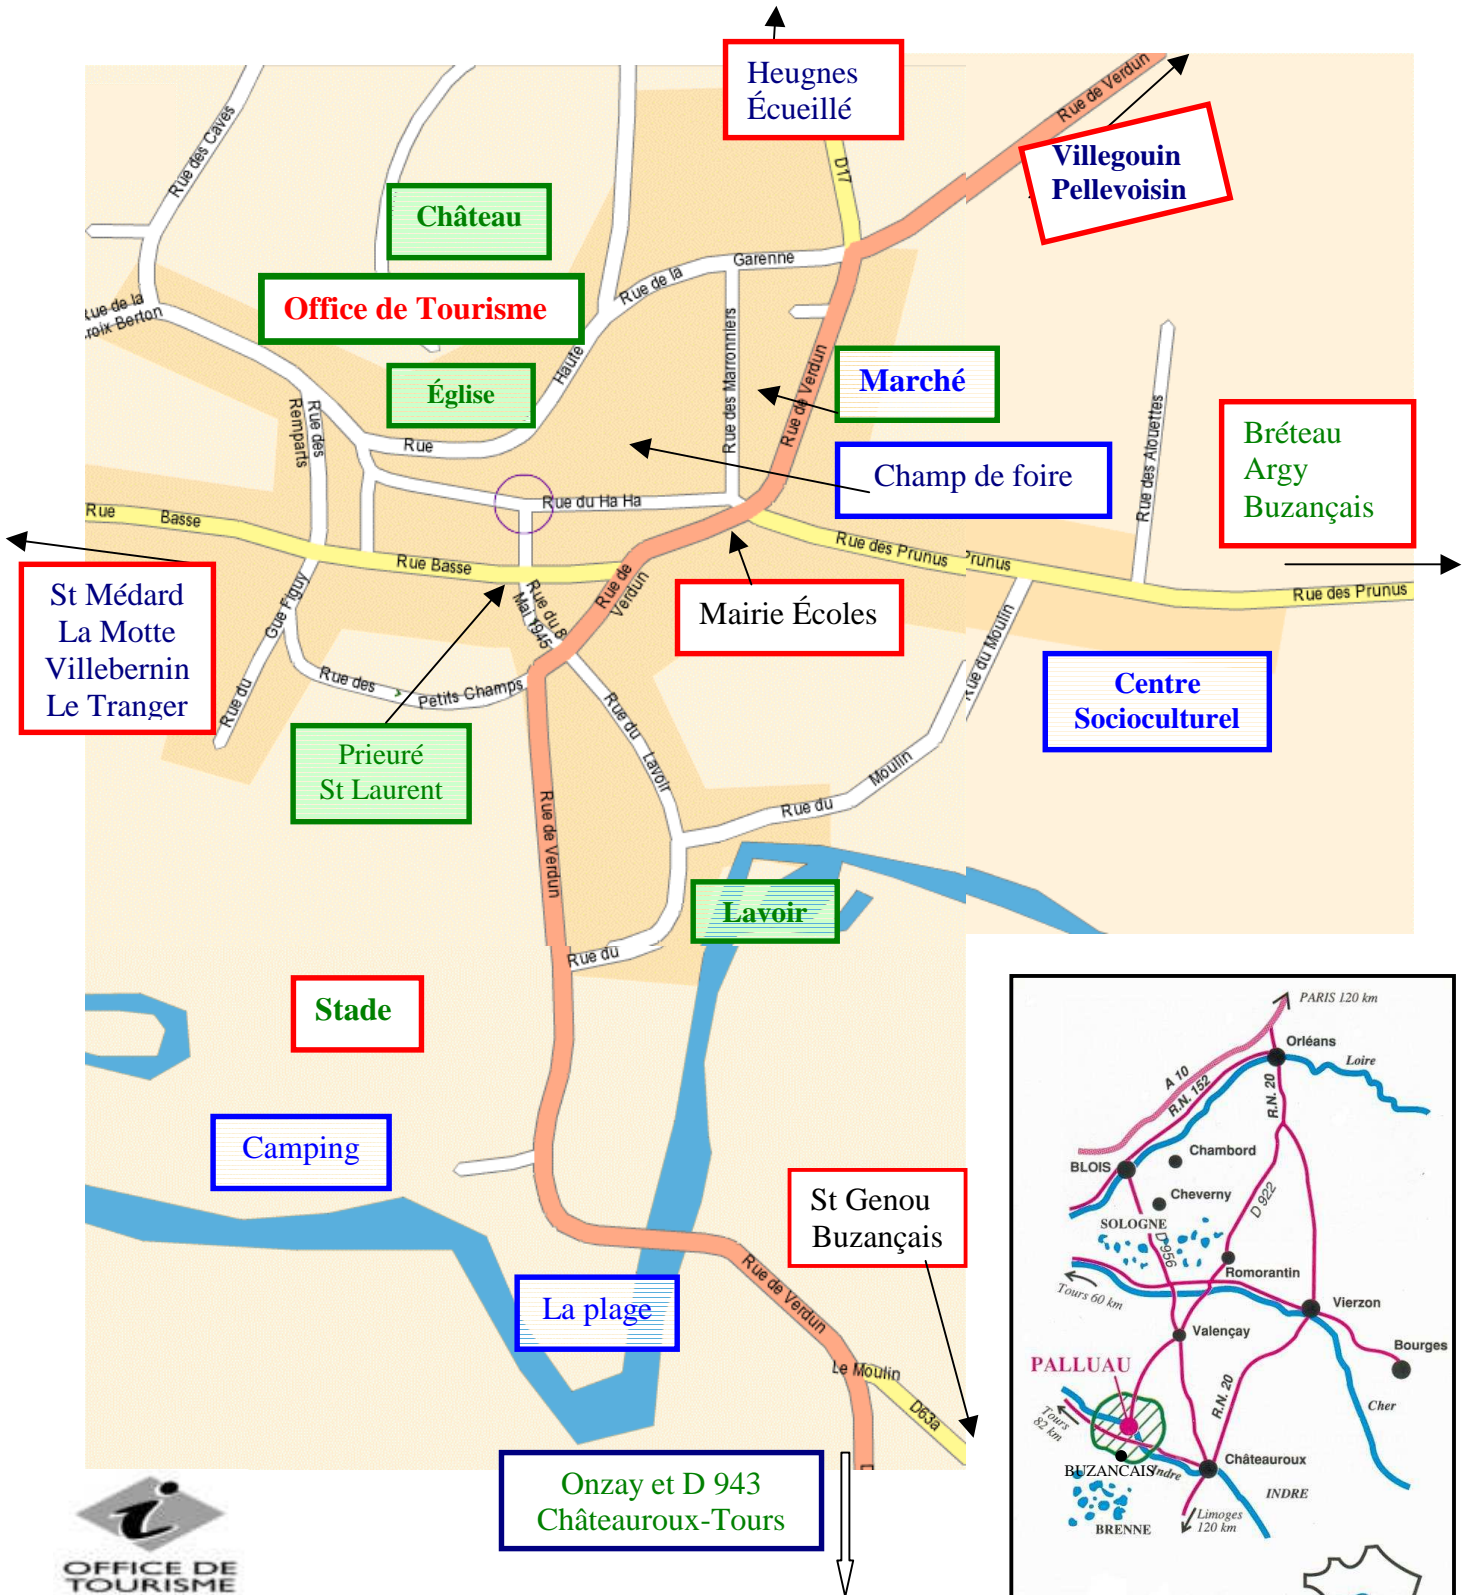 Heugnes
Écueillé
Rue de Verdun
Villegouin
Pellevoisin
Rue des Caves
D17
Château
Garenne
Rue de la
Office de Tourisme
Rue de la
Croix Berton
Haute
Rue des Marronniers
Rue de Verdun
Marché
Église
Rue des
Remparts
Rue
Rue des Alouettes
Bréteau
Argy
Buzançais
Champ de foire
Rue du Ha Ha
Rue
Basse
Rue Basse
Rue des Prunus
Prunus
Rue des Prunus
St Médard
La Motte
Villebernin
Le Tranger
Gue Figuy
Rue du
Rue du 8
Mai 1945
Rue de
Verdun
Mairie Écoles
Rue du Moulin
Rue des
Petits Champs
Centre
Socioculturel
Rue du
Lavoir
Prieuré
St Laurent
Moulin
Rue du
Rue de Verdun
Lavoir
Rue du
Stade
Camping
St Genou
Buzançais
La plage
Rue de Verdun
Le Moulin
D63a
Onzay et D 943
Châteauroux-Tours
OFFICE DE
TOURISME
PARIS 120 km
Orléans
Loire
A 10
R.N. 152
R.N. 20
BLOIS
Chambord
Cheverny
D 922
SOLOGNE
D 956
Romorantin
Tours 60 km
Vierzon
Valençay
Bourges
PALLUAU
R.N. 20
Cher
Tours
82 km
Châteauroux
BUZANCAIS
Indre
INDRE
BRENNE
Limoges
120 km